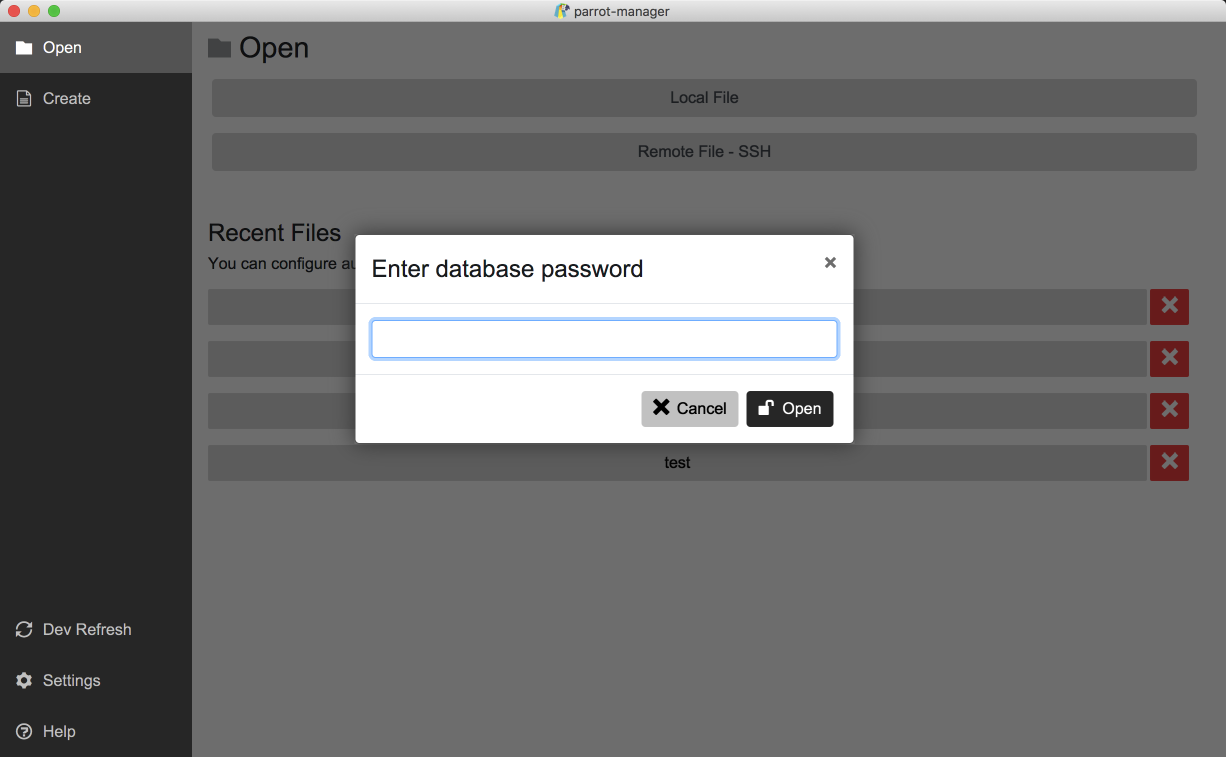 parrot-manager
Open
Create
Dev Refresh
Settings
Help
Open
Local File
Remote File - SSH
Recent Files
You can configure
test
Enter database password
×
Cancel
Open